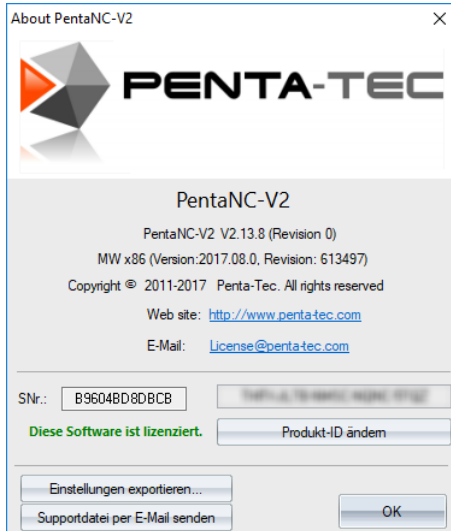 About PentaNC-V2
PENTA-TEC
PentaNC-V2
PentaNC-V2 V2.13.8 (Revision 0)
MW x86 (Version:2017.08.0, Revision: 613497)
Copyright © 2011-2017 Penta-Tec. All rights reserved
Web site: http://www.penta-tec.com
E-Mail: License@penta-tec.com
SNr.: B9604BD8DBCB
Diese Software ist lizenziert. Produkt-ID ändern
Einstellungen exportieren...
Supportdatei per E-Mail senden OK